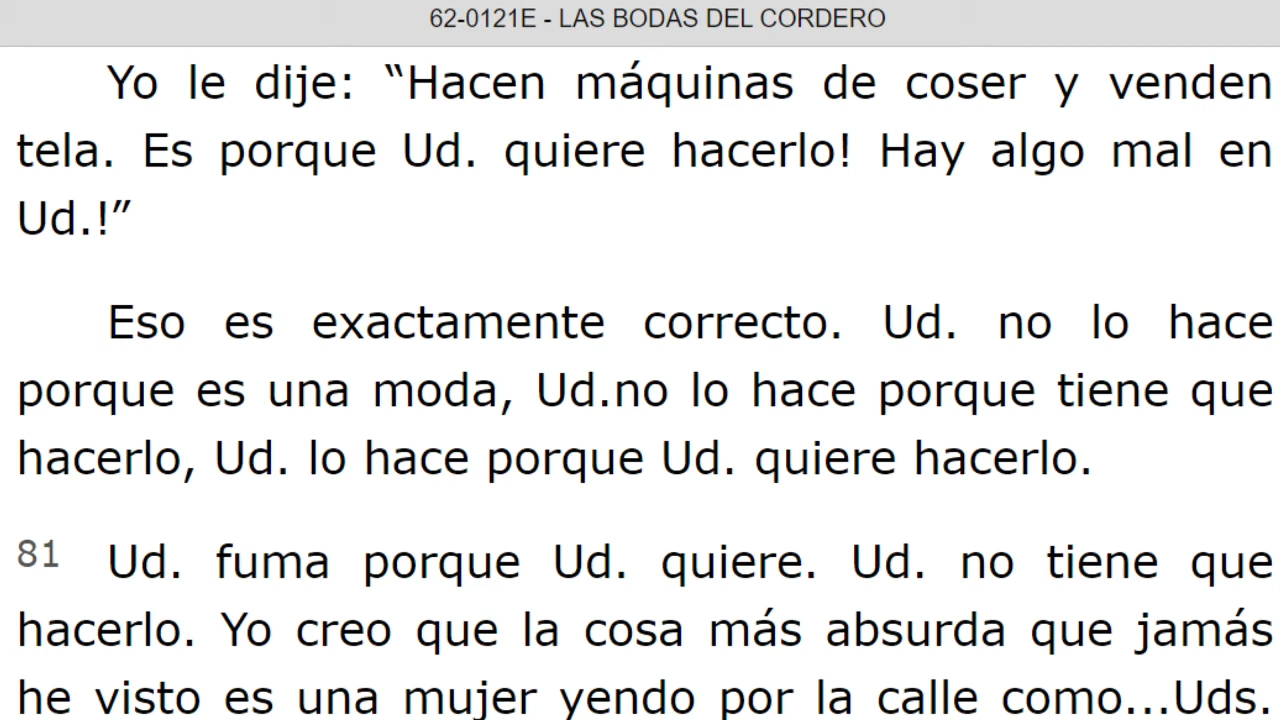 62-0121E - LAS BODAS DEL CORDERO
Yo le dije: “Hacen máquinas de coser y venden
tela. Es porque Ud. quiere hacerlo! Hay algo mal en
Ud.!”
Eso es exactamente correcto. Ud. no lo hace
porque es una moda, Ud.no lo hace porque tiene que
hacerlo, Ud. lo hace porque Ud. quiere hacerlo.
81 Ud. fuma porque Ud. quiere. Ud. no tiene que
hacerlo. Yo creo que la cosa más absurda que jamás
he visto es una mujer yendo por la calle como...Uds.